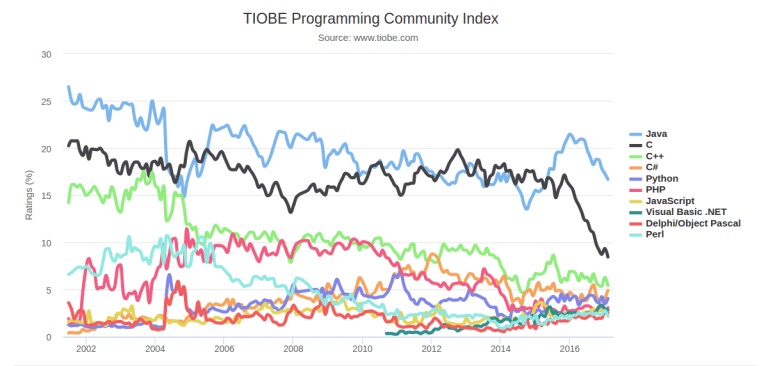 TIOBE Programming Community Index
Source: www.tiobe.com
Ratings (%)
30
25
20
15
10
5
0
2002 2006 2008 2010 2012 2014 2016
Java
C
C++
C#
Python
PHP
JavaScript
Visual Basic .NET
Delphi/Object Pascal
Perl